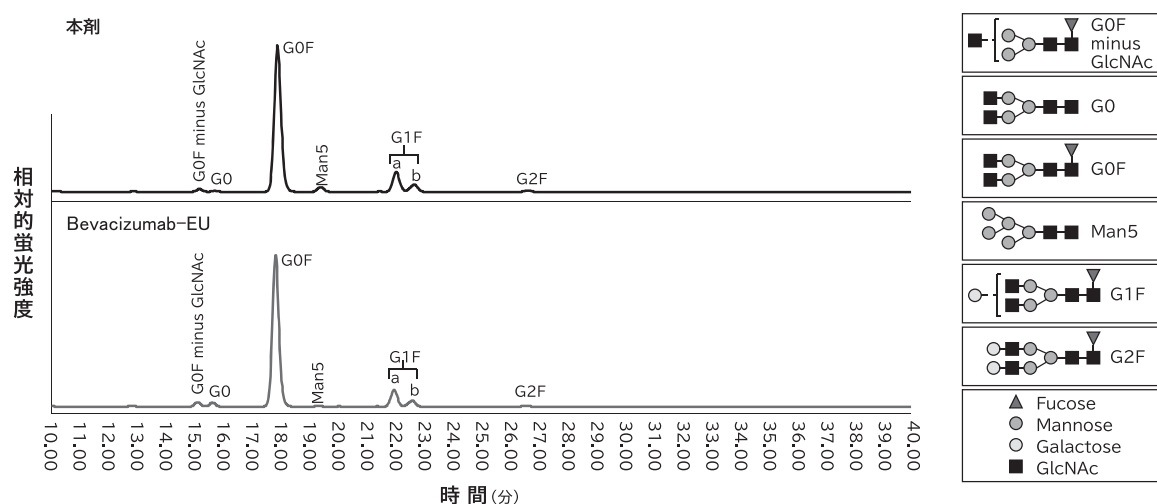 本剤
G0F minus GlcNAc
G0
G0F
Man5
G1F
a
b
G2F
Bevacizumab-EU
G0F minus GlcNAc
G0
G0F
Man5
G1F
a
b
G2F
相対的蛍光強度
10.00
11.00
12.00
13.00
14.00
15.00
16.00
17.00
18.00
19.00
20.00
21.00
22.00
23.00
24.00
25.00
26.00
27.00
28.00
29.00
30.00
31.00
32.00
33.00
34.00
35.00
36.00
37.00
38.00
39.00
40.00
時間(分)
G0F
minus
GlcNAc
G0
G0F
Man5
G1F
G2F
Fucose
Mannose
Galactose
GlcNAc